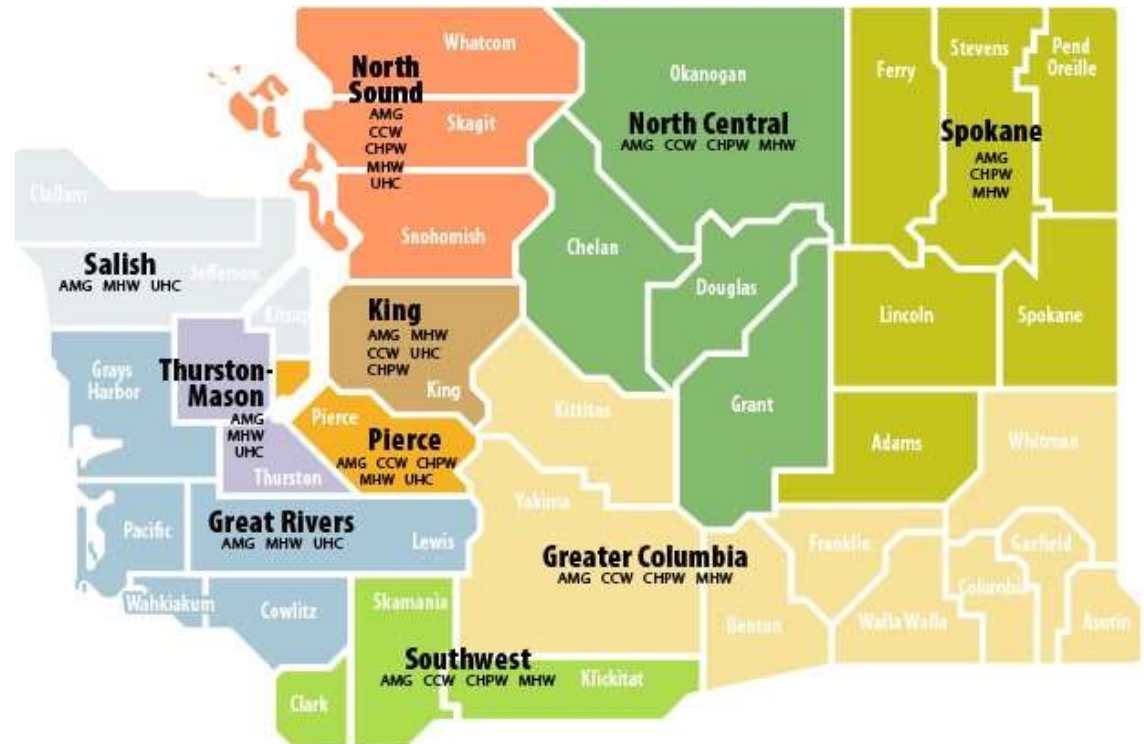 Whatcom
North
Sound
AMG
CCW
CHPW
MHW
UHC
Skagit
Snohomish
Okanogan
North Central
AMG CCW CHPW MHW
Chelan
Douglas
Grant
Ferry
Stevens
Pend
Oreille
Spokane
AMG
CHPW
MHW
Lincoln
Spokane
Adams
Clallam
Salish
AMG MHW UHC
Jefferson
Kitsap
King
AMG MHW
CCW UHC
CHPW
King
Grays
Harbor
Thurston-
Mason
AMG
MHW
UHC
Thurston
Pierce
Pierce
AMG CCW CHPW
MHW UHC
Kittitas
Whitman
Yakima
Pacific
Great Rivers
AMG MHW UHC
Lewis
Greater Columbia
AMG CCW CHPW MHW
Franklin
Garfield
Columbia
Wahkiakum
Cowlitz
Skamania
Benton
Walla Walla
Asotin
Southwest
AMG CCW CHPW MHW
Klickitat
Clark